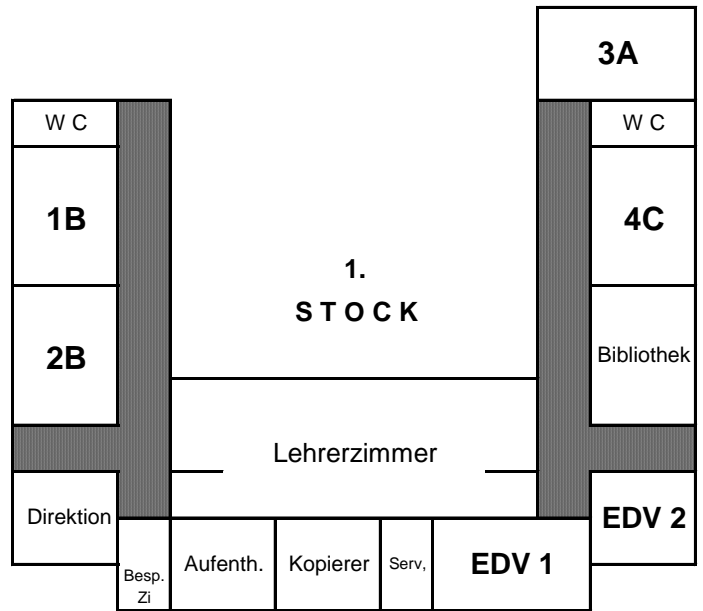 3A
W C
W C
1B
4C
1.
S T O C K
2B
Bibliothek
Lehrerzimmer
Direktion
EDV 2
Besp.
Zi
Aufenth.
Kopierer
Serv,
EDV 1